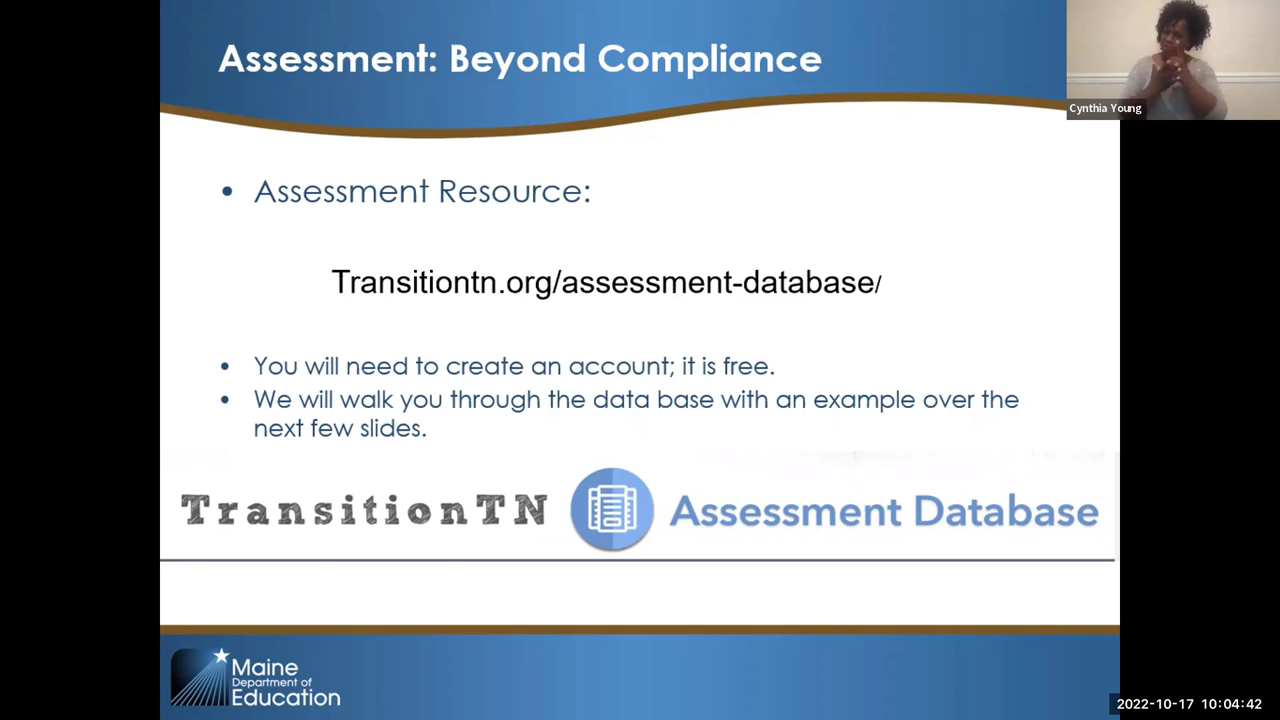 Assessment: Beyond Compliance
Cynthia Young
• Assessment Resource:
Transitiontn.org/assessment-database/
• You will need to create an account; it is free.
• We will walk you through the data base with an example over the
next few slides.
TransitionTN Assessment Database
Maine
Department of
Education
2022-10-17 10:04:42